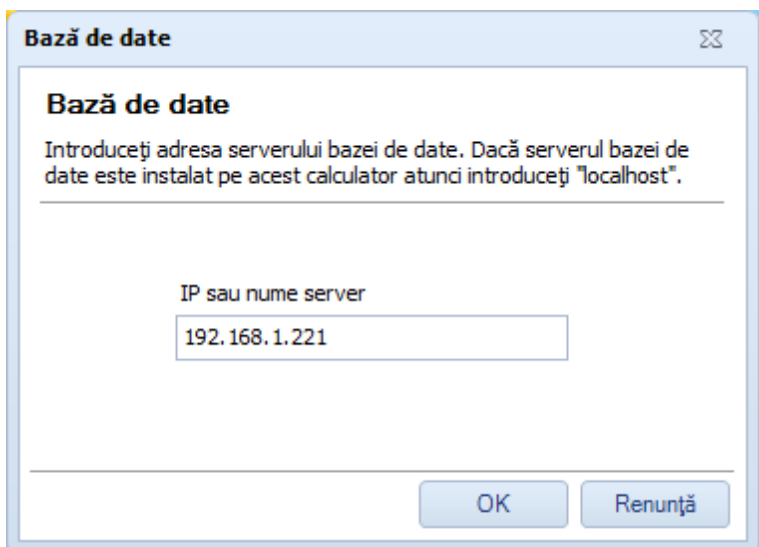 Bază de date
Bază de date
Introduceţi adresa serverului bazei de date. Dacă serverul bazei de
date este instalat pe acest calculator atunci introduceţi "localhost".
IP sau nume server
192.168.1.221
OK
Renunţă